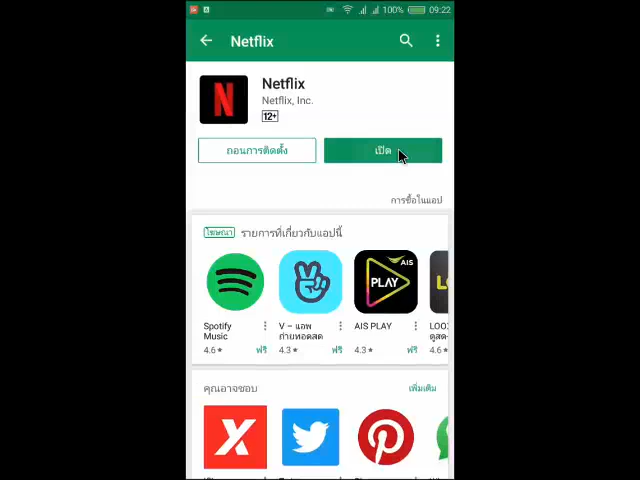 100% 09:22
Netflix
N
Netflix
Netflix, Inc.
12+
ถอนการติดตั้ง
เปิด
การซื้อในแอป
โฆษณา รายการที่เกี่ยวกับแอปนี้
AIS
PLAY
Spotify
Music
4.6★ ฟรี
V – แอพ
ถ่ายทอดสด
4.3★ ฟรี
AIS PLAY
4.3★ ฟรี
ดูสต-
4.6★
คุณอาจชอบ เพิ่มเติม